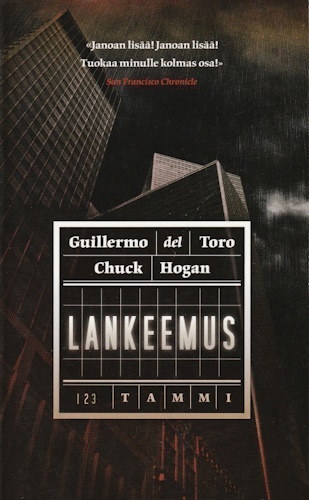 «Janoan lisää! Janoan lisää!
Tuokaa minulle kolmas osa!»
San Francisco Chronicle
Guillermo del Toro
Chuck Hogan
LANKEEMUS
123 TAMMI